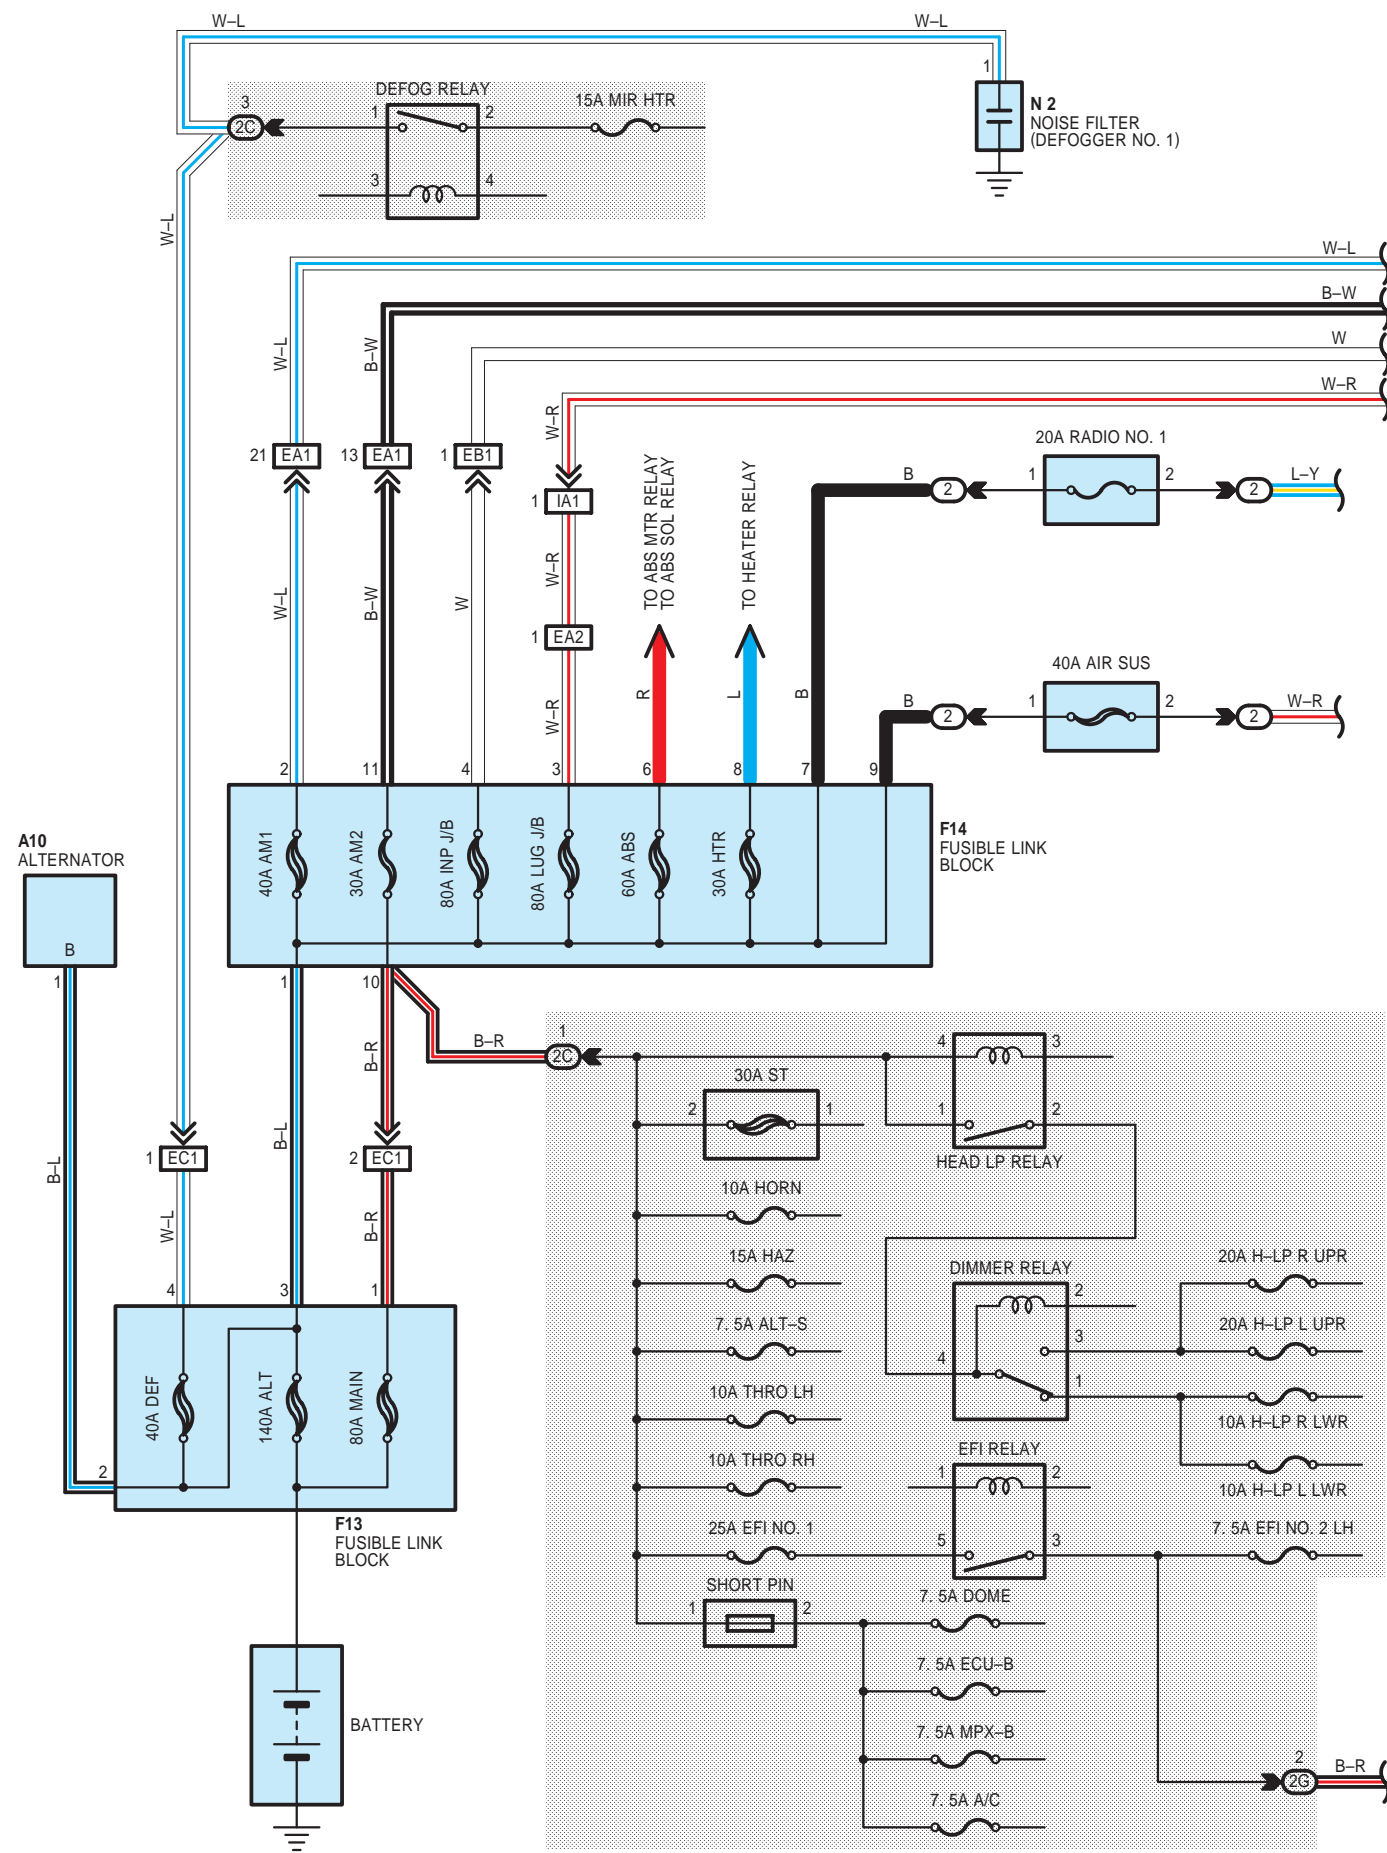 W–L
W–L
1
3
DEFOG RELAY
15A MIR HTR
2C
1
2
3
4
N 2
NOISE FILTER
(DEFOGGER NO. 1)
W–L
W–L
B–W
W
W–R
W–L
B–W
W–R
21 EA1
13 EA1
1 EB1
1 IA1
20A RADIO NO. 1
B
2
1
2
2
L–Y
TO ABS MTR RELAY
TO ABS SOL RELAY
TO HEATER RELAY
W–L
B–W
W
W–R
1 EA2
40A AIR SUS
W–R
R
L
B
B
2
1
2
2
W–R
2
11
4
3
6
8
7
9
40A AM1
30A AM2
80A INP J/B
80A LUG J/B
60A ABS
30A HTR
F14
FUSIBLE LINK
BLOCK
A10
ALTERNATOR
B
1
1
10
B–R
B–R
1
2C
B–L
B–L
1 EC1
2 EC1
W–L
B–R
4
3
1
2
40A DEF
140A ALT
80A MAIN
F13
FUSIBLE LINK
BLOCK
BATTERY
30A ST
2
1
4
3
1
2
HEAD LP RELAY
10A HORN
15A HAZ
DIMMER RELAY
20A H–LP R UPR
2
7. 5A ALT–S
20A H–LP L UPR
3
4
1
10A THRO LH
10A H–LP R LWR
10A THRO RH
EFI RELAY
1
2
10A H–LP L LWR
25A EFI NO. 1
5
3
7. 5A EFI NO. 2 LH
SHORT PIN
1
2
7. 5A DOME
7. 5A ECU–B
7. 5A MPX–B
7. 5A A/C
2
2G
B–R